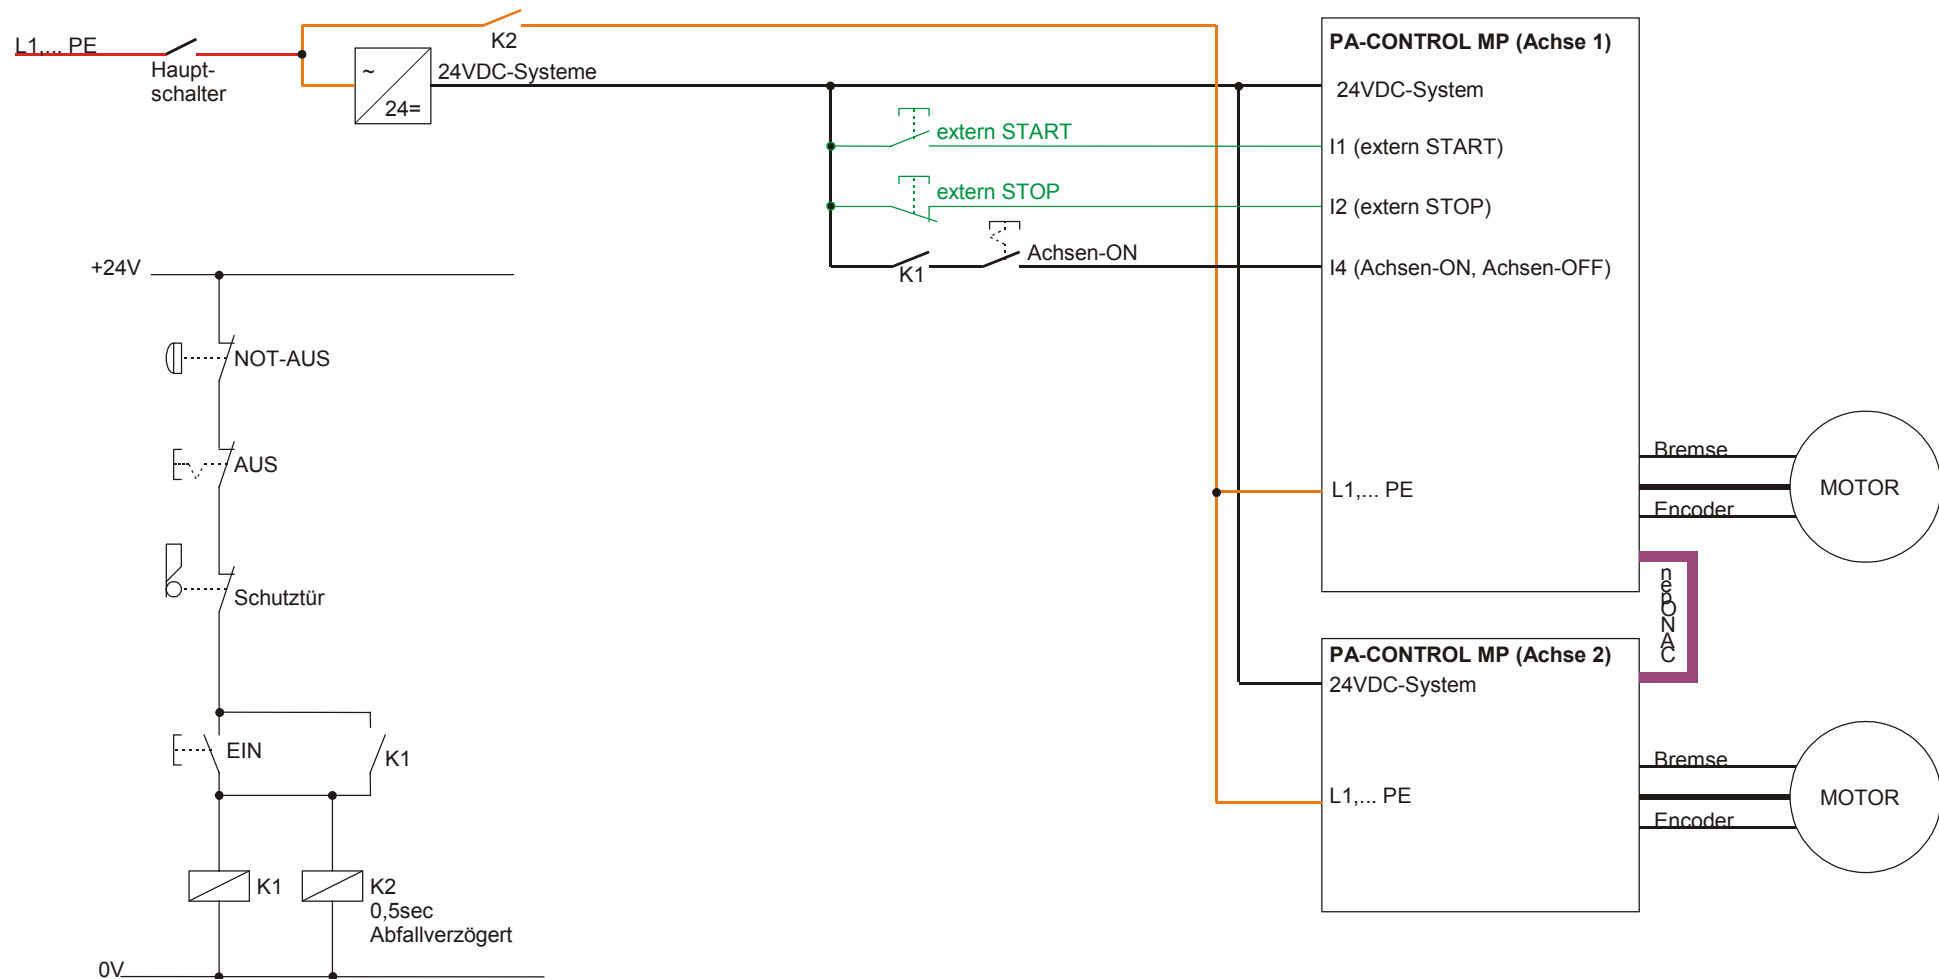 L1,... PE
Haupt-
schalter
K2
~
24=
24VDC-Systeme
extern START
extern STOP
K1
Achsen-ON
PA-CONTROL MP (Achse 1)
24VDC-System
I1 (extern START)
I2 (extern STOP)
I4 (Achsen-ON, Achsen-OFF)
L1,... PE
Bremse
Encoder
MOTOR
CANOpen
PA-CONTROL MP (Achse 2)
24VDC-System
L1,... PE
Bremse
Encoder
MOTOR
+24V
NOT-AUS
AUS
Schutztür
EIN
K1
K1
K2
0,5sec
Abfallverzögert
0V